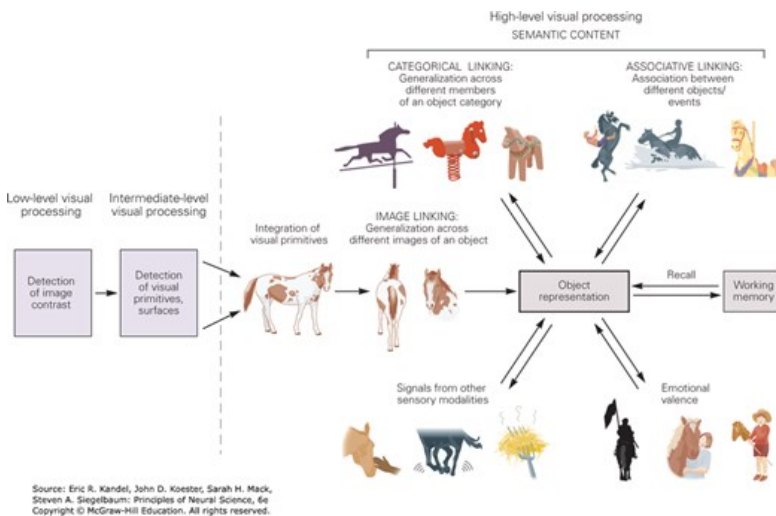 High-level visual processing
SEMANTIC CONTENT
CATEGORICAL LINKING:
Generalization across
different members
of an object category
ASSOCIATIVE LINKING:
Association between
different objects/
events
Low-level visual
processing
Intermediate-level
visual processing
Integration of
visual primitives
IMAGE LINKING:
Generalization across
different images of an object
Detection
of image
contrast
Detection
of visual
primitives,
surfaces
Object
representation
Recall
Working
memory
Signals from other
sensory modalities
Emotional
valence
Source: Eric R. Kandel, John D. Koester, Sarah H. Mack,
Steven A. Siegelbaum: Principles of Neural Science, 6e
Copyright © McGraw-Hill Education. All rights reserved.